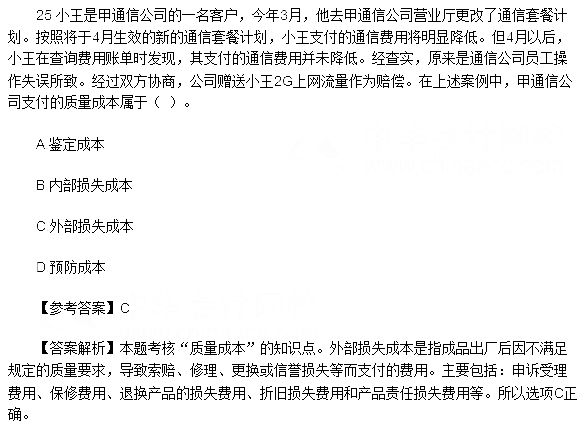 25 小王是甲通信公司的一名客户，今年3月，他去甲通信公司营业厅更改了通信套餐计
划。按照将于4月生效的新的通信套餐计划，小王支付的通信费用将明显降低。但4月以后，
小王在查询费用账单时发现，其支付的通信费用并未降低。经查实，原来是通信公司员工操
作失误所致。经过双方协商，公司赠送小王2G上网流量作为赔偿。在上述案例中，甲通信公
司支付的质量成本属于（ ）。
A 鉴定成本
B 内部损失成本
C 外部损失成本
D 预防成本
【参考答案】C
【答案解析】本题考核“质量成本”的知识点。外部损失成本是指成品出厂后因不满足
规定的质量要求，导致索赔、修理、更换或信誉损失等而支付的费用。主要包括：申诉受理
费用、保修费用、退换产品的损失费用、折旧损失费用和产品责任损失费用等。所以选项C正
确。